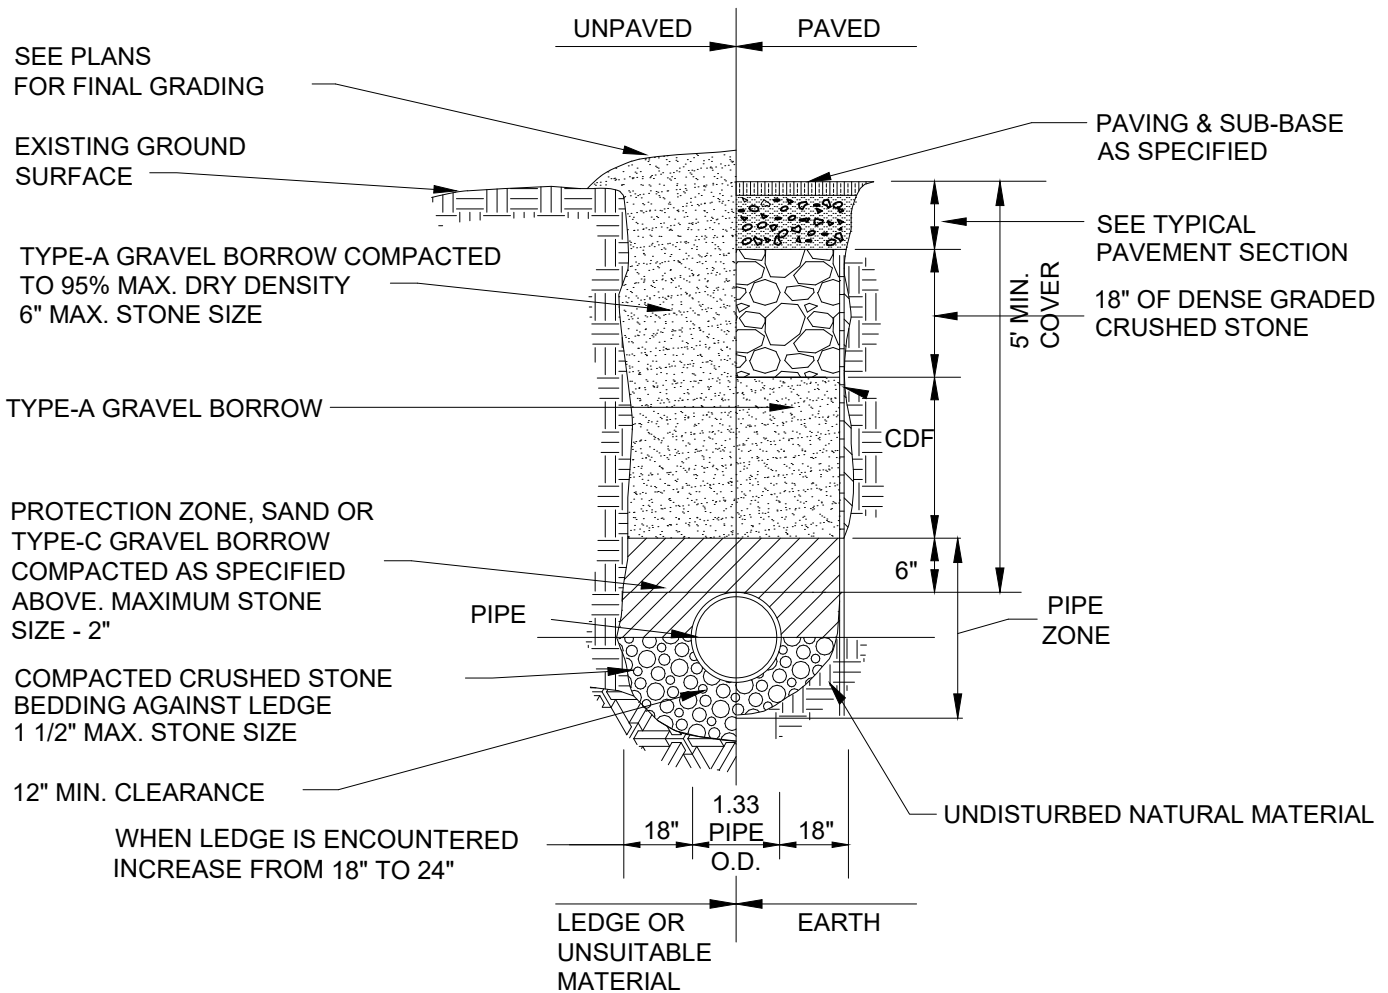 UNPAVED
PAVED
SEE PLANS
FOR FINAL GRADING
EXISTING GROUND
SURFACE
PAVING & SUB-BASE
AS SPECIFIED
SEE TYPICAL
PAVEMENT SECTION
TYPE-A GRAVEL BORROW COMPACTED
TO 95% MAX. DRY DENSITY
6" MAX. STONE SIZE
18" OF DENSE GRADED
CRUSHED STONE
5' MIN.
COVER
TYPE-A GRAVEL BORROW
CDF
PROTECTION ZONE, SAND OR
TYPE-C GRAVEL BORROW
COMPACTED AS SPECIFIED
ABOVE. MAXIMUM STONE
SIZE - 2"
6"
PIPE
PIPE
ZONE
COMPACTED CRUSHED STONE
BEDDING AGAINST LEDGE
1 1/2" MAX. STONE SIZE
12" MIN. CLEARANCE
UNDISTURBED NATURAL MATERIAL
WHEN LEDGE IS ENCOUNTERED
INCREASE FROM 18" TO 24"
18"
1.33
PIPE
O.D.
18"
LEDGE OR
UNSUITABLE
MATERIAL
EARTH